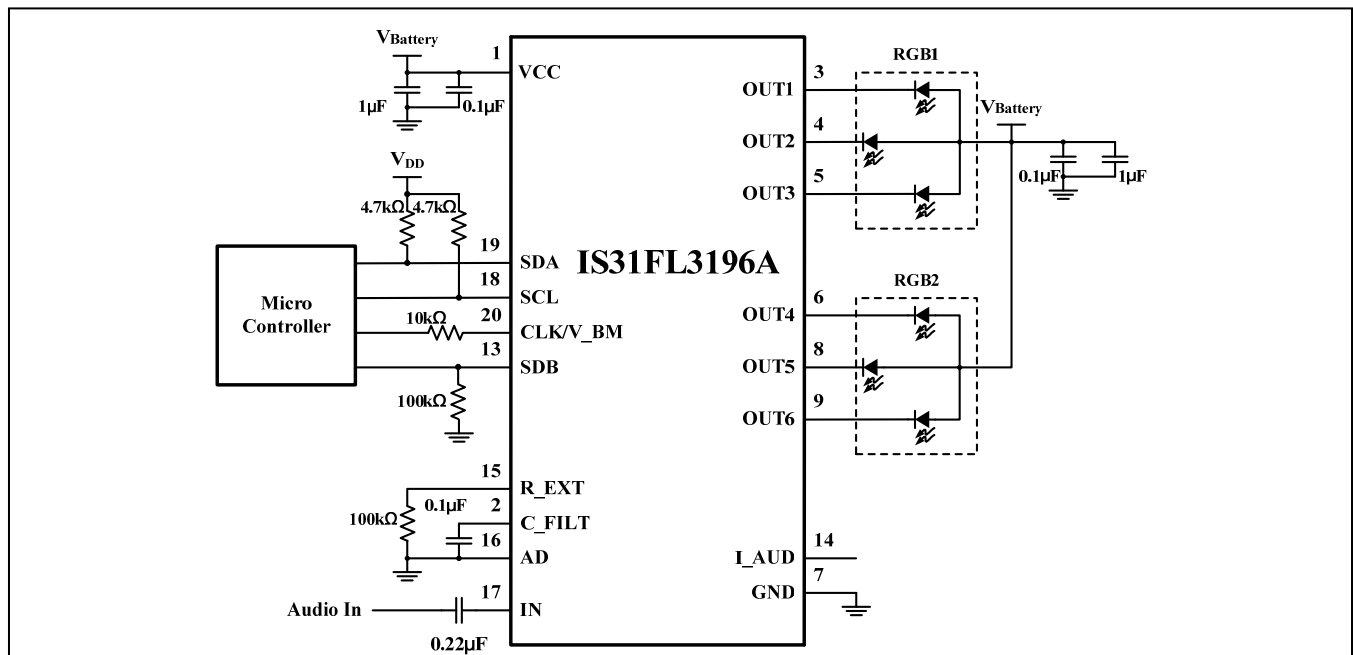 V_Battery
1
VCC
1µF
0.1µF
V_DD
4.7kΩ
4.7kΩ
Micro
Controller
19
SDA
18
SCL
10kΩ
20
CLK/V_BM
13
SDB
100kΩ
15
R_EXT
0.1µF
2
C_FILT
100kΩ
16
AD
17
IN
Audio In
0.22µF
IS31FL3196A
RGB1
3
OUT1
4
OUT2
5
OUT3
V_Battery
0.1µF
1µF
RGB2
6
OUT4
8
OUT5
9
OUT6
14
I_AUD
7
GND